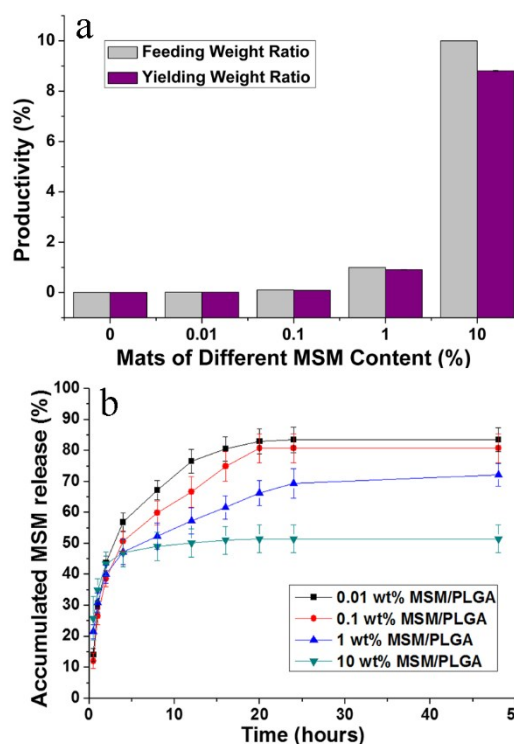 a
Feeding Weight Ratio
Yielding Weight Ratio
10
8
6
4
2
0
Productivity (%)
0 0.01 0.1 1 10
Mats of Different MSM Content (%)
b
100
90
80
70
60
50
40
30
20
10
0
Accumulated MSM release (%)
0.01 wt% MSM/PLGA
0.1 wt% MSM/PLGA
1 wt% MSM/PLGA
10 wt% MSM/PLGA
0 10 20 30 40
Time (hours)